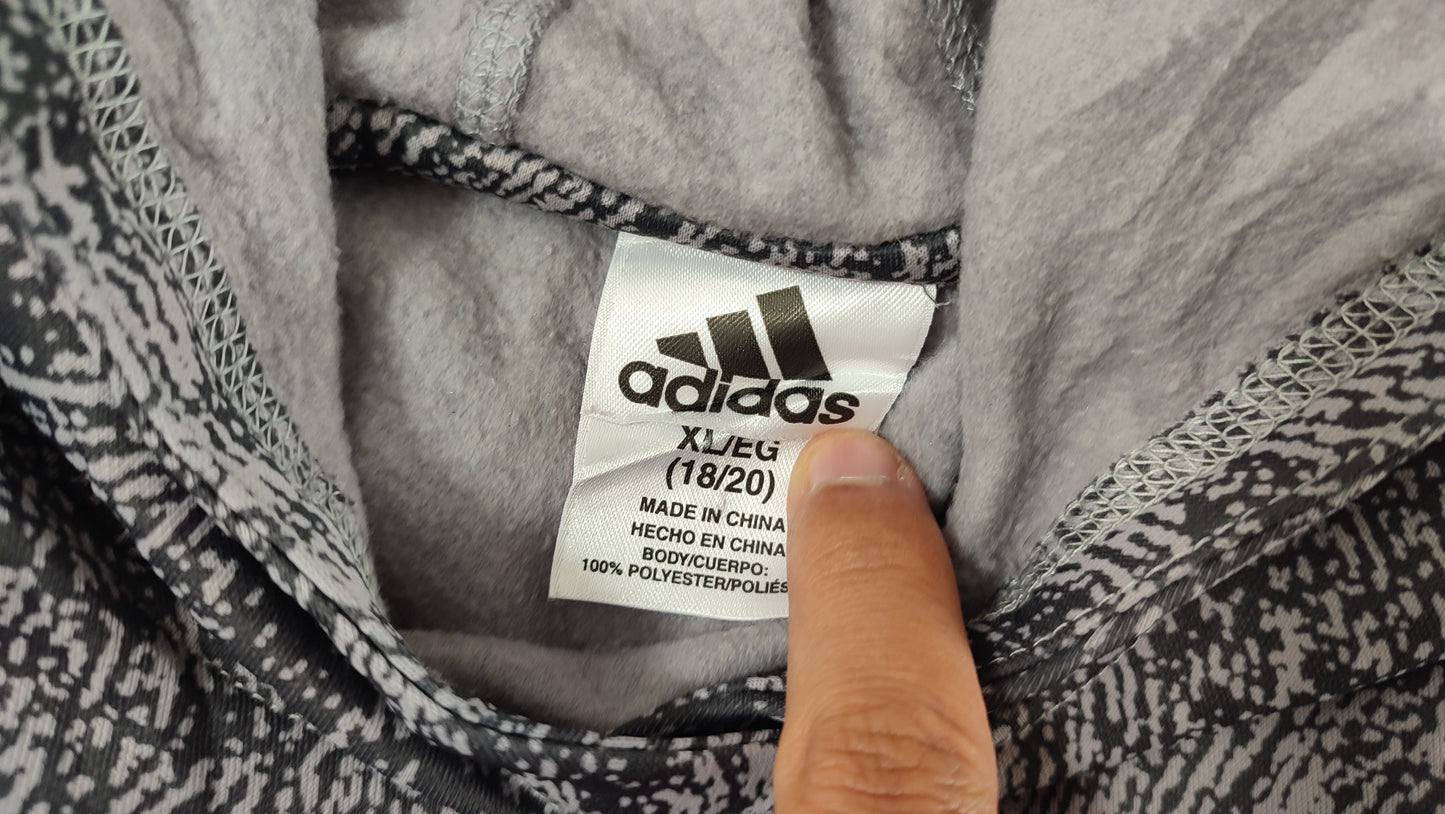 adidas
XL/EG
(18/20)
MADE IN CHINA
HECHO EN CHINA
BODY/CUERPO:
100% POLYESTER/POLIÉS